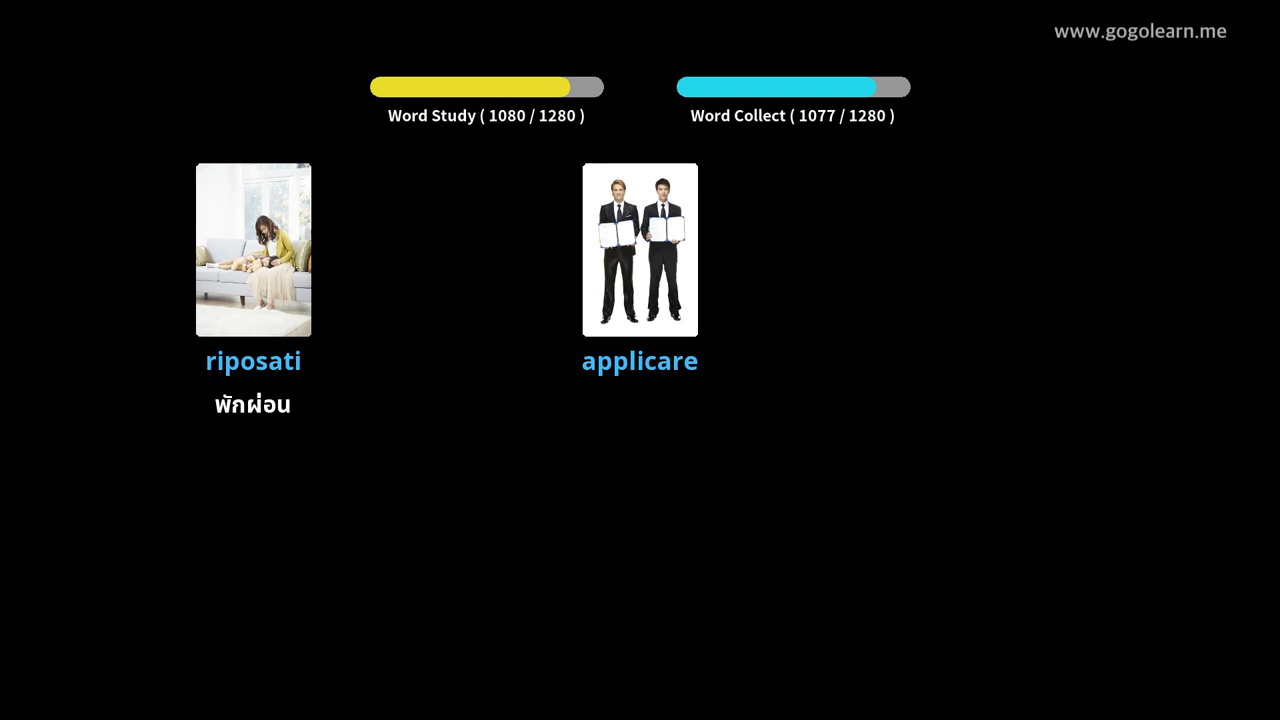 www.gogolearn.me
Word Study ( 1080 / 1280 )
Word Collect ( 1077 / 1280 )
riposati
applicare
พักผ่อน